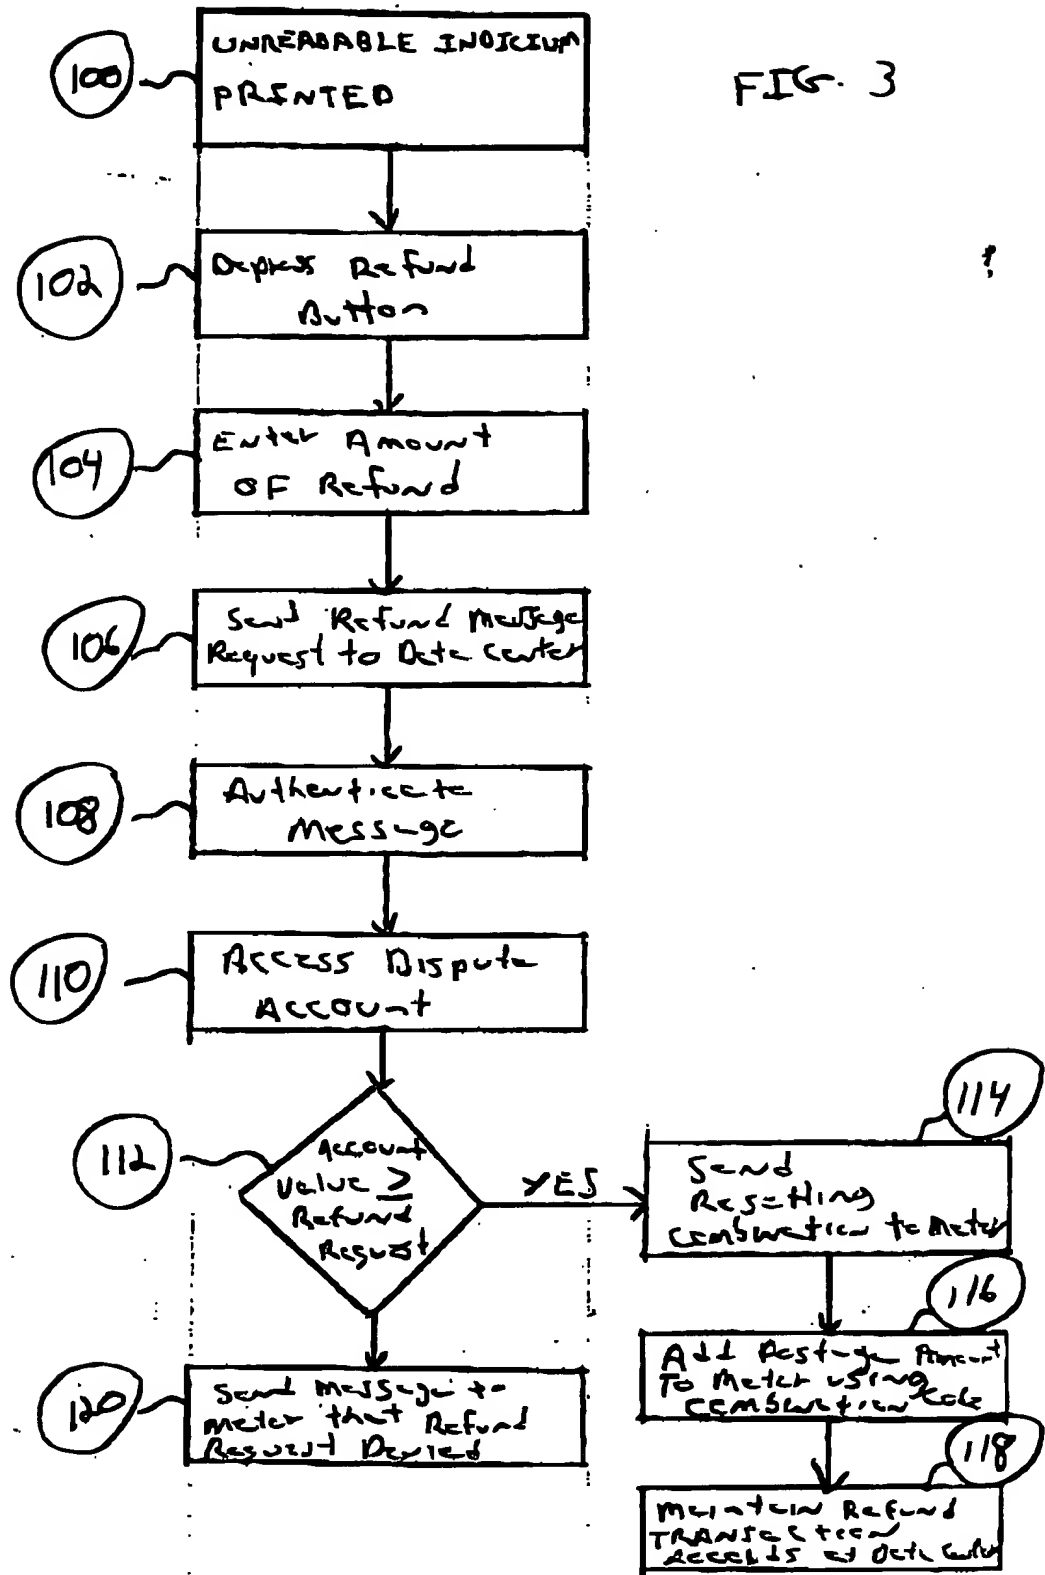 FIG. 3
100
UNREADABLE INDICIUM
PRINTED
102
Depress Refund
Button
104
Enter Amount
OF Refund
106
Send Refund Message
Request to Data Center
108
Authenticate
Message
110
Access Dispute
Account
112
Account
Value ≥
Refund
Request
YES
114
Send
Resetting
Combination to Meter
116
Add Postage Amount
To Meter using
Combination Code
118
Maintain Refund
TRANSACTION
Records at Data Center
120
Send Message to
Meter that Refund
Request Denied